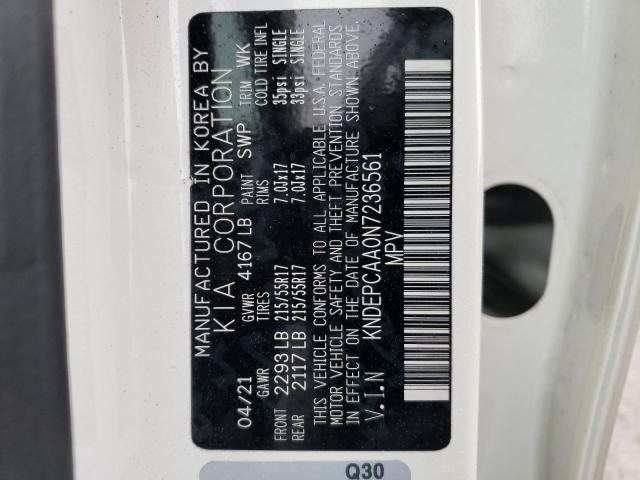 MANUFACTURED IN KOREA BY
KIA CORPORATION
04/21 GVWR 4167 LB PAINT SWP TRIM WK
GAWR TIRES RIMS COLD TIRE INFL
FRONT 2293 LB 215/55R17 7.0JX17 35psi SINGLE
REAR 2117 LB 215/55R17 7.0JX17 33psi SINGLE
THIS VEHICLE CONFORMS TO ALL APPLICABLE U.S.A. FEDERAL
MOTOR VEHICLE SAFETY AND THEFT PREVENTION STANDARDS
IN EFFECT ON THE DATE OF MANUFACTURE SHOWN ABOVE.
V.I.N KNDEPCAA0N7236561
MPV
Q30